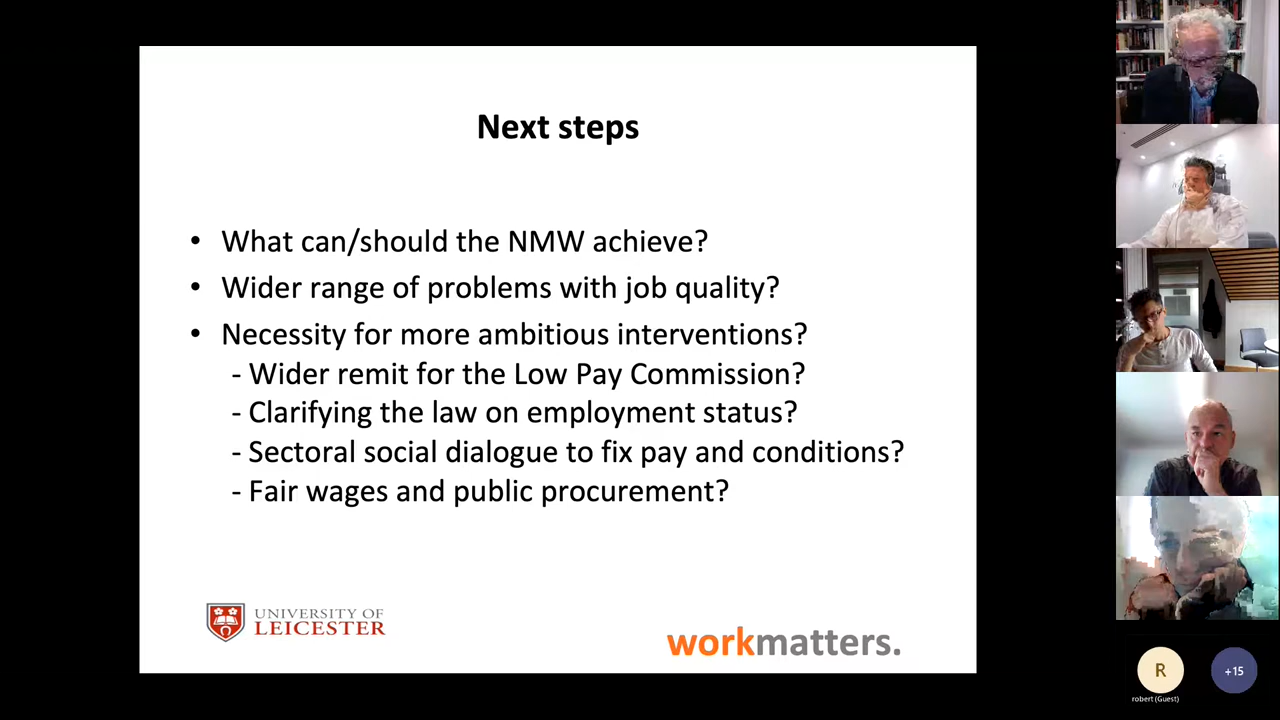 Next steps
• What can/should the NMW achieve?
• Wider range of problems with job quality?
• Necessity for more ambitious interventions?
- Wider remit for the Low Pay Commission?
- Clarifying the law on employment status?
- Sectoral social dialogue to fix pay and conditions?
- Fair wages and public procurement?
UNIVERSITY OF
LEICESTER
workmatters.
R
+15
robert (Guest)